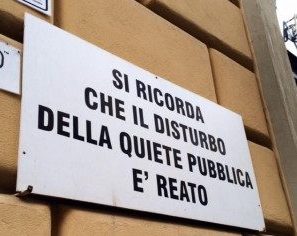 SI RICORDA
CHE IL DISTURBO
DELLA QUIETE PUBBLICA
E' REATO